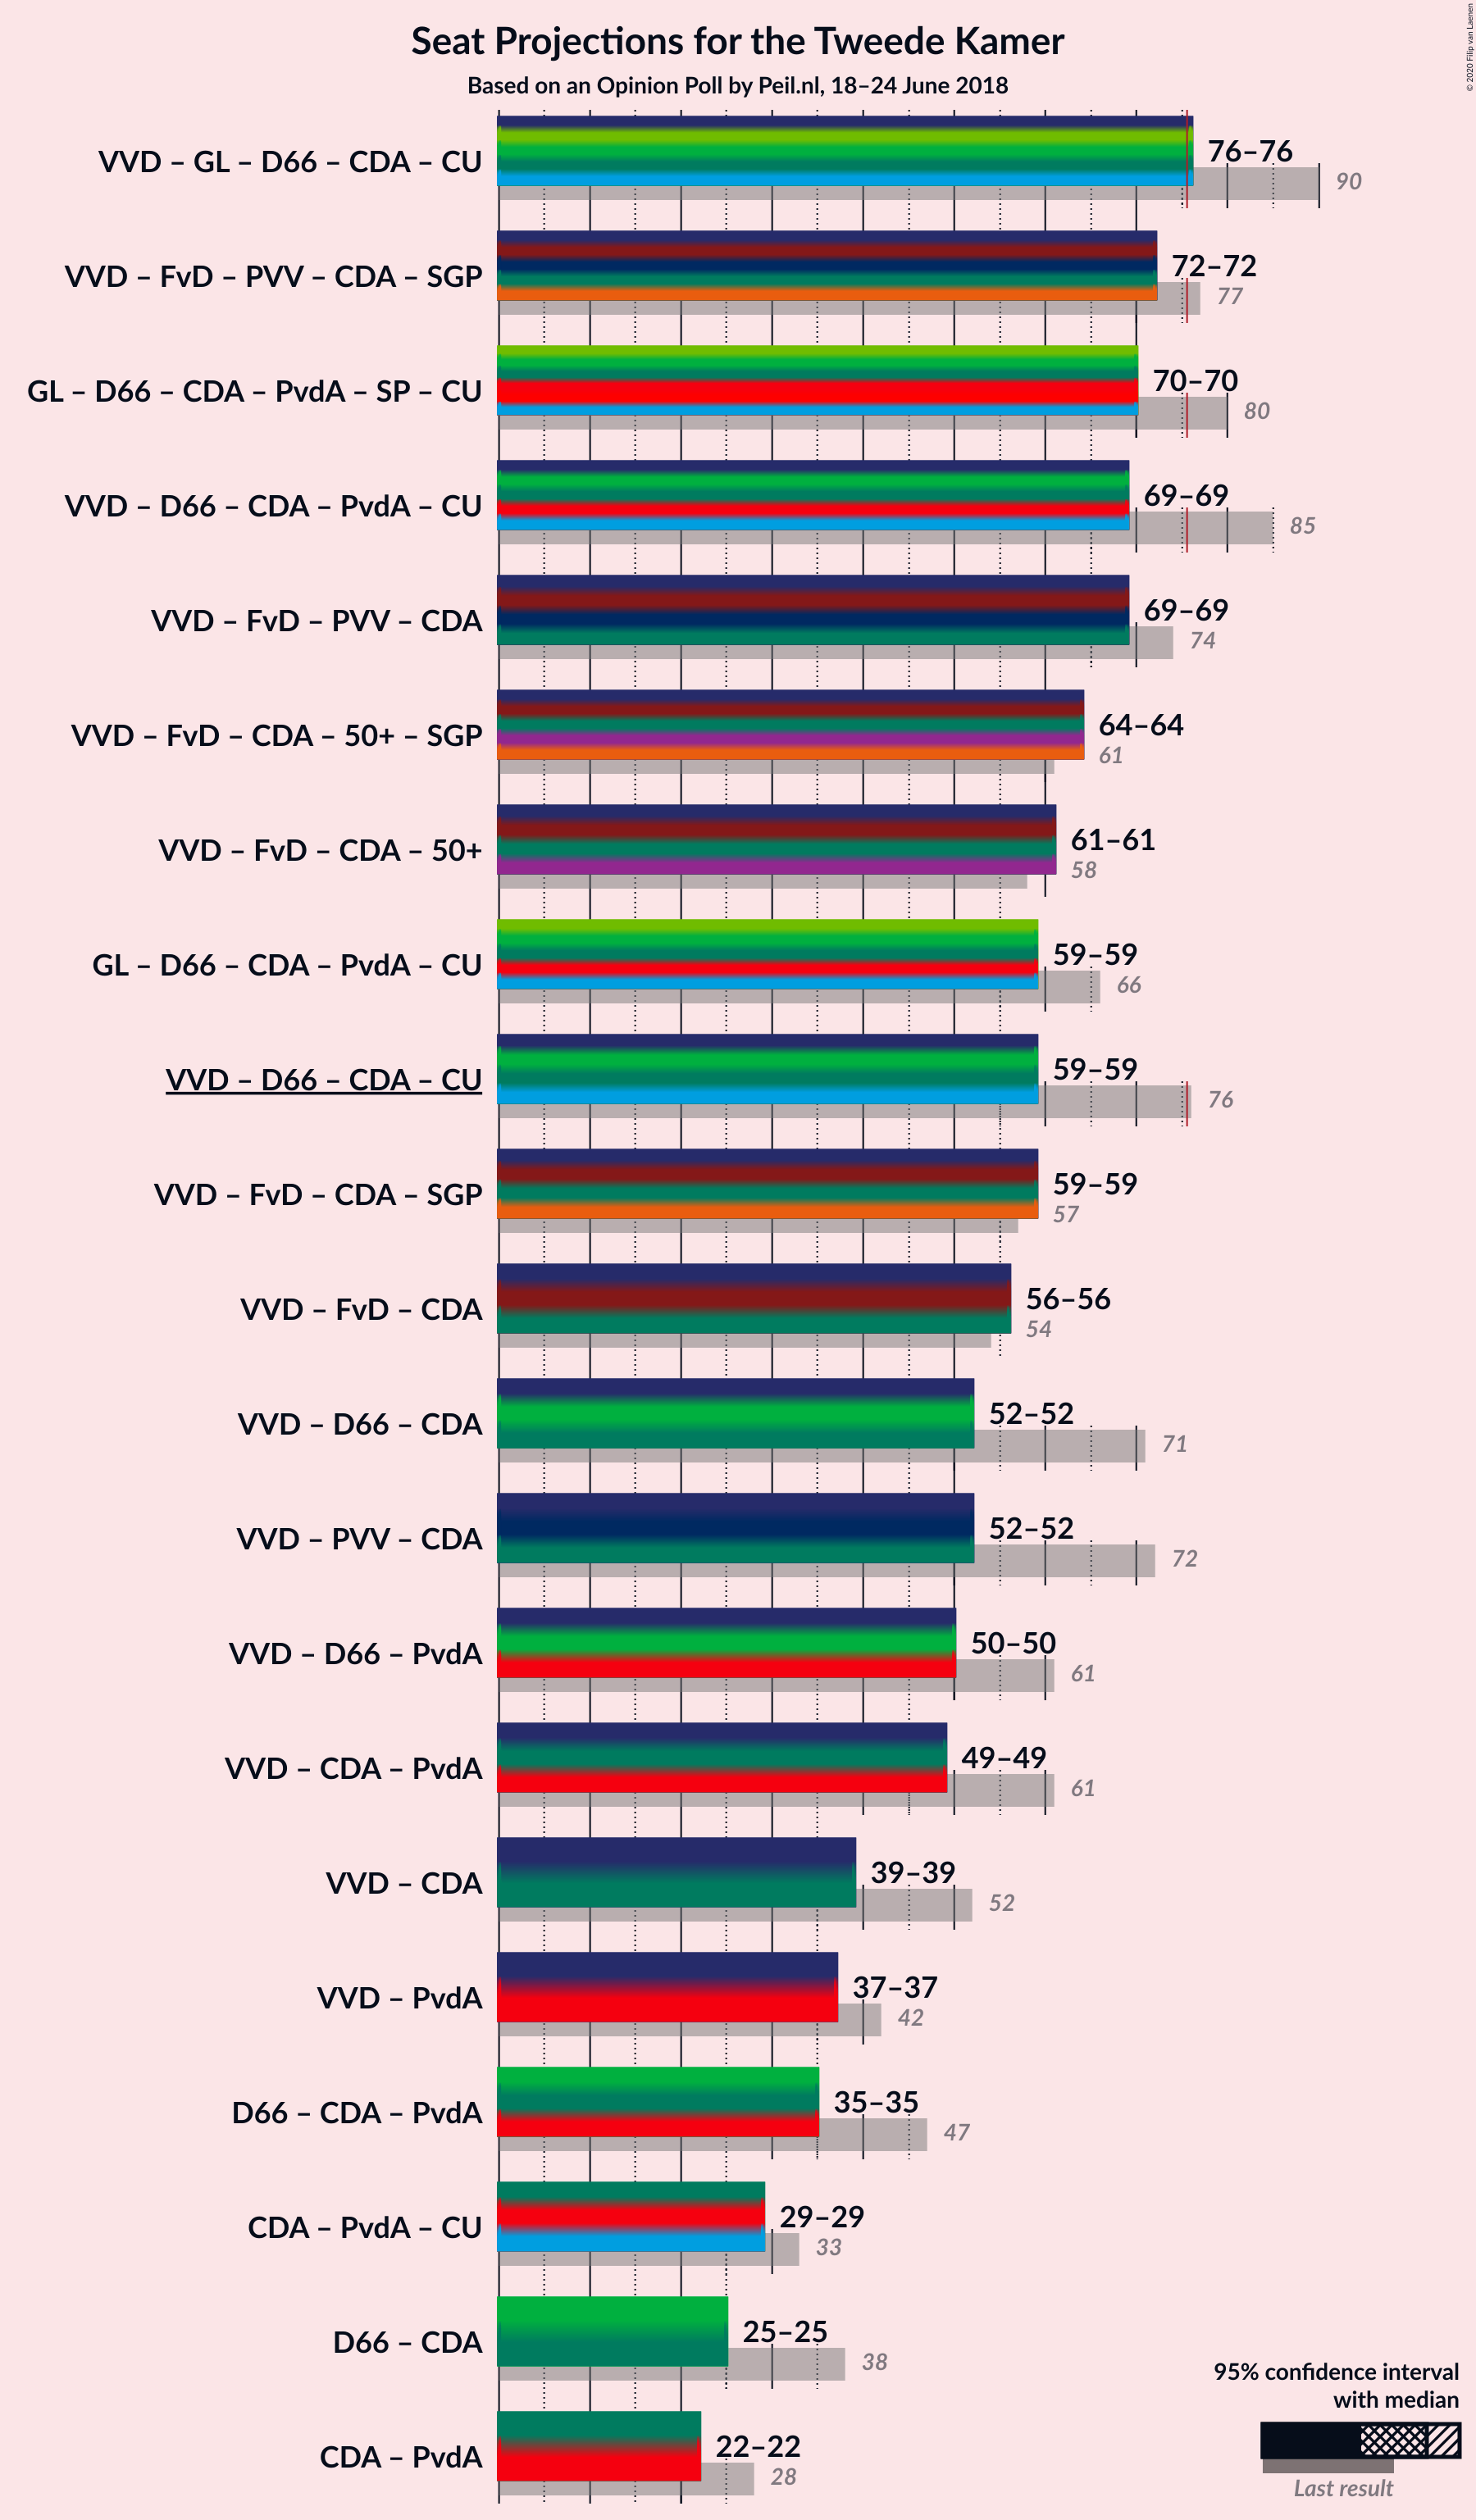 © 2020 Filip van Laenen
Seat Projections for the Tweede Kamer
Based on an Opinion Poll by Peil.nl, 18–24 June 2018
VVD – GL – D66 – CDA – CU
76–76
90
VVD – FvD – PVV – CDA – SGP
72–72
77
GL – D66 – CDA – PvdA – SP – CU
70–70
80
VVD – D66 – CDA – PvdA – CU
69–69
85
VVD – FvD – PVV – CDA
69–69
74
VVD – FvD – CDA – 50+ – SGP
64–64
61
VVD – FvD – CDA – 50+
61–61
58
GL – D66 – CDA – PvdA – CU
59–59
66
VVD – D66 – CDA – CU
59–59
76
VVD – FvD – CDA – SGP
59–59
57
VVD – FvD – CDA
56–56
54
VVD – D66 – CDA
52–52
71
VVD – PVV – CDA
52–52
72
VVD – D66 – PvdA
50–50
61
VVD – CDA – PvdA
49–49
61
VVD – CDA
39–39
52
VVD – PvdA
37–37
42
D66 – CDA – PvdA
35–35
47
CDA – PvdA – CU
29–29
33
D66 – CDA
25–25
38
CDA – PvdA
22–22
28
95% confidence interval
with median
Last result